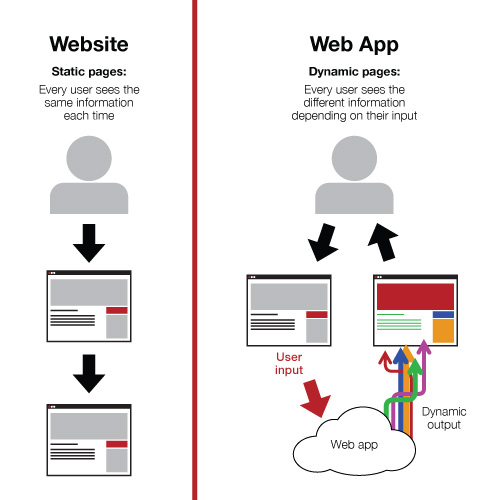 Website
Static pages:
Every user sees the
same information
each time
Web App
Dynamic pages:
Every user sees the
different information
depending on their input
User
input
Dynamic
output
Web app